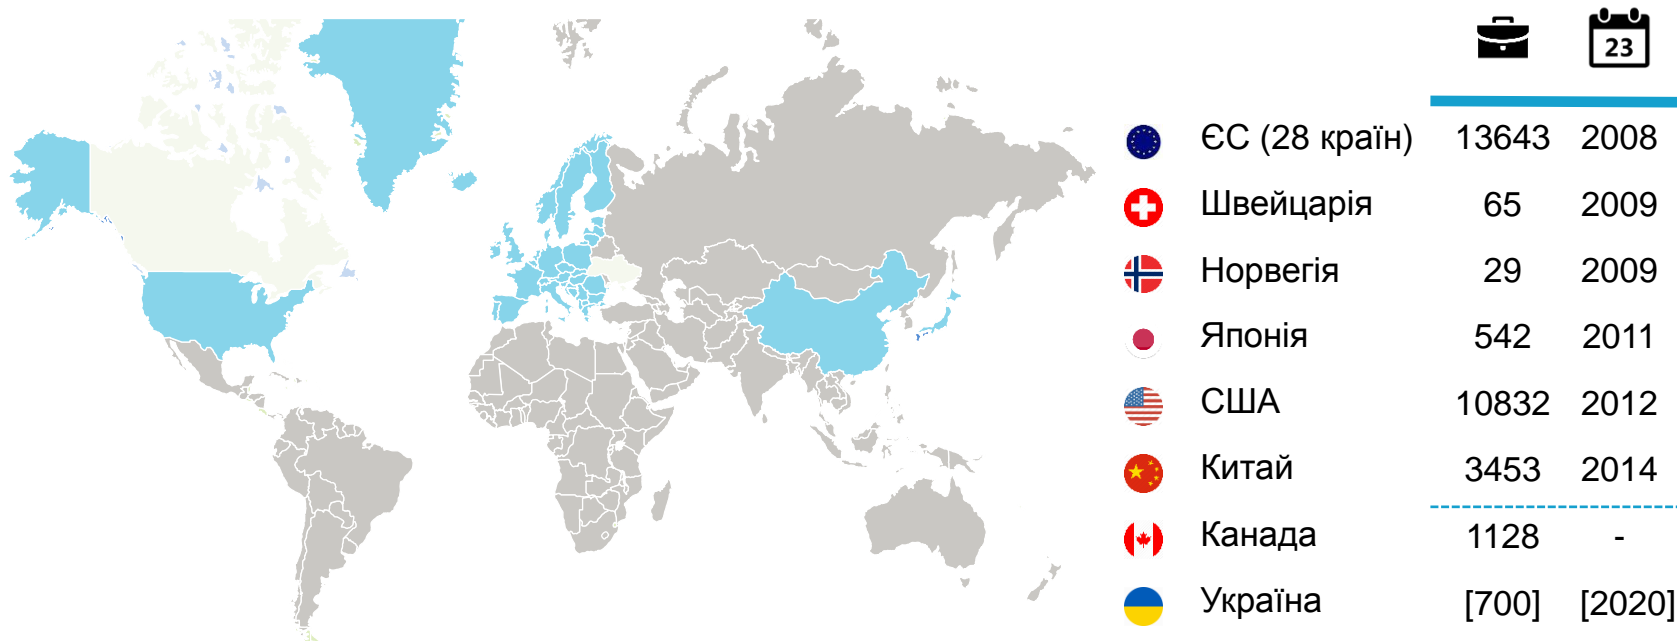 23
ЄС (28 країн) 13643 2008
Швейцарія 65 2009
Норвегія 29 2009
Японія 542 2011
США 10832 2012
Китай 3453 2014
Канада 1128 -
Україна [700] [2020]